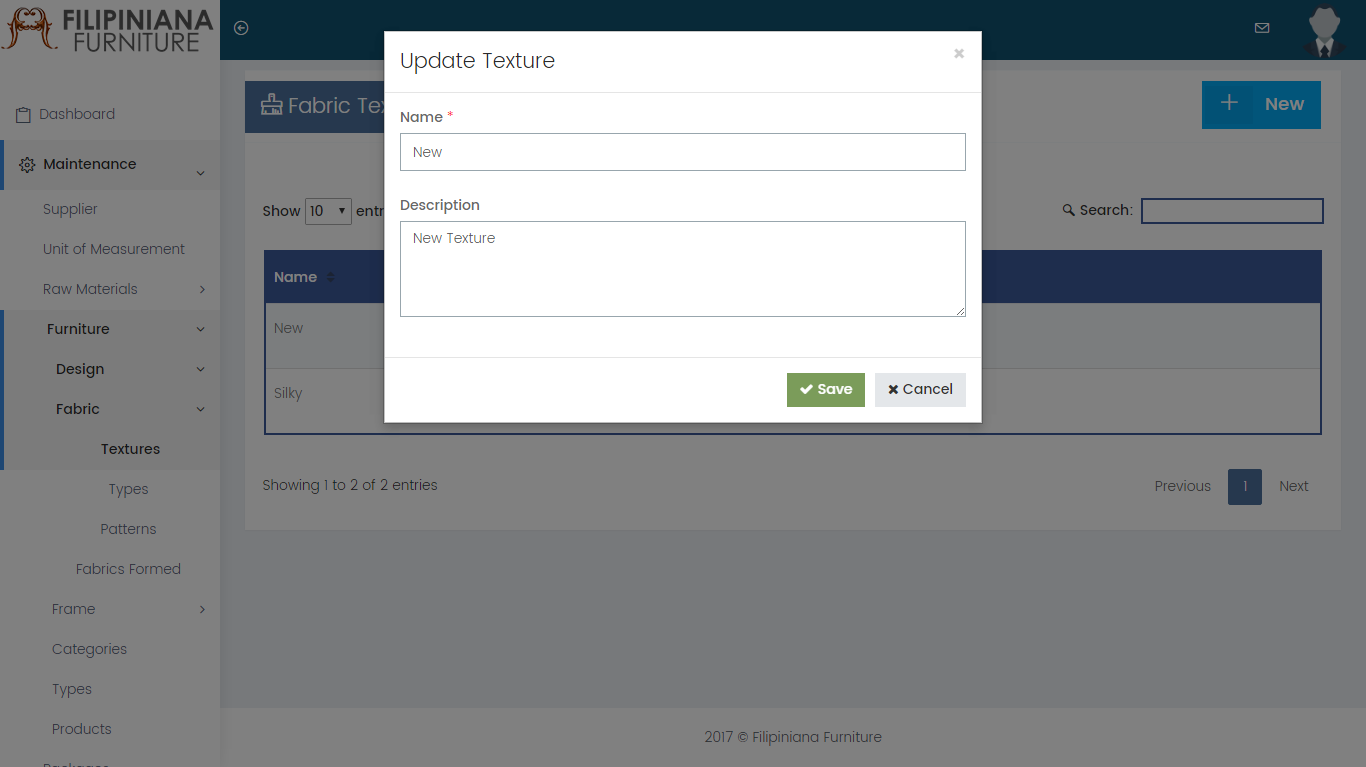 FILIPINIANA
FURNITURE
Dashboard
Maintenance
Supplier
Unit of Measurement
Raw Materials
Furniture
Design
Fabric
Textures
Types
Patterns
Fabrics Formed
Frame
Categories
Types
Products
Packages
Fabric Tex
+ New
Show 10 entr
Search:
Name
New
Silky
Showing 1 to 2 of 2 entries
Previous 1 Next
Update Texture
×
Name *
New
Description
New Texture
Save
Cancel
2017 © Filipiniana Furniture